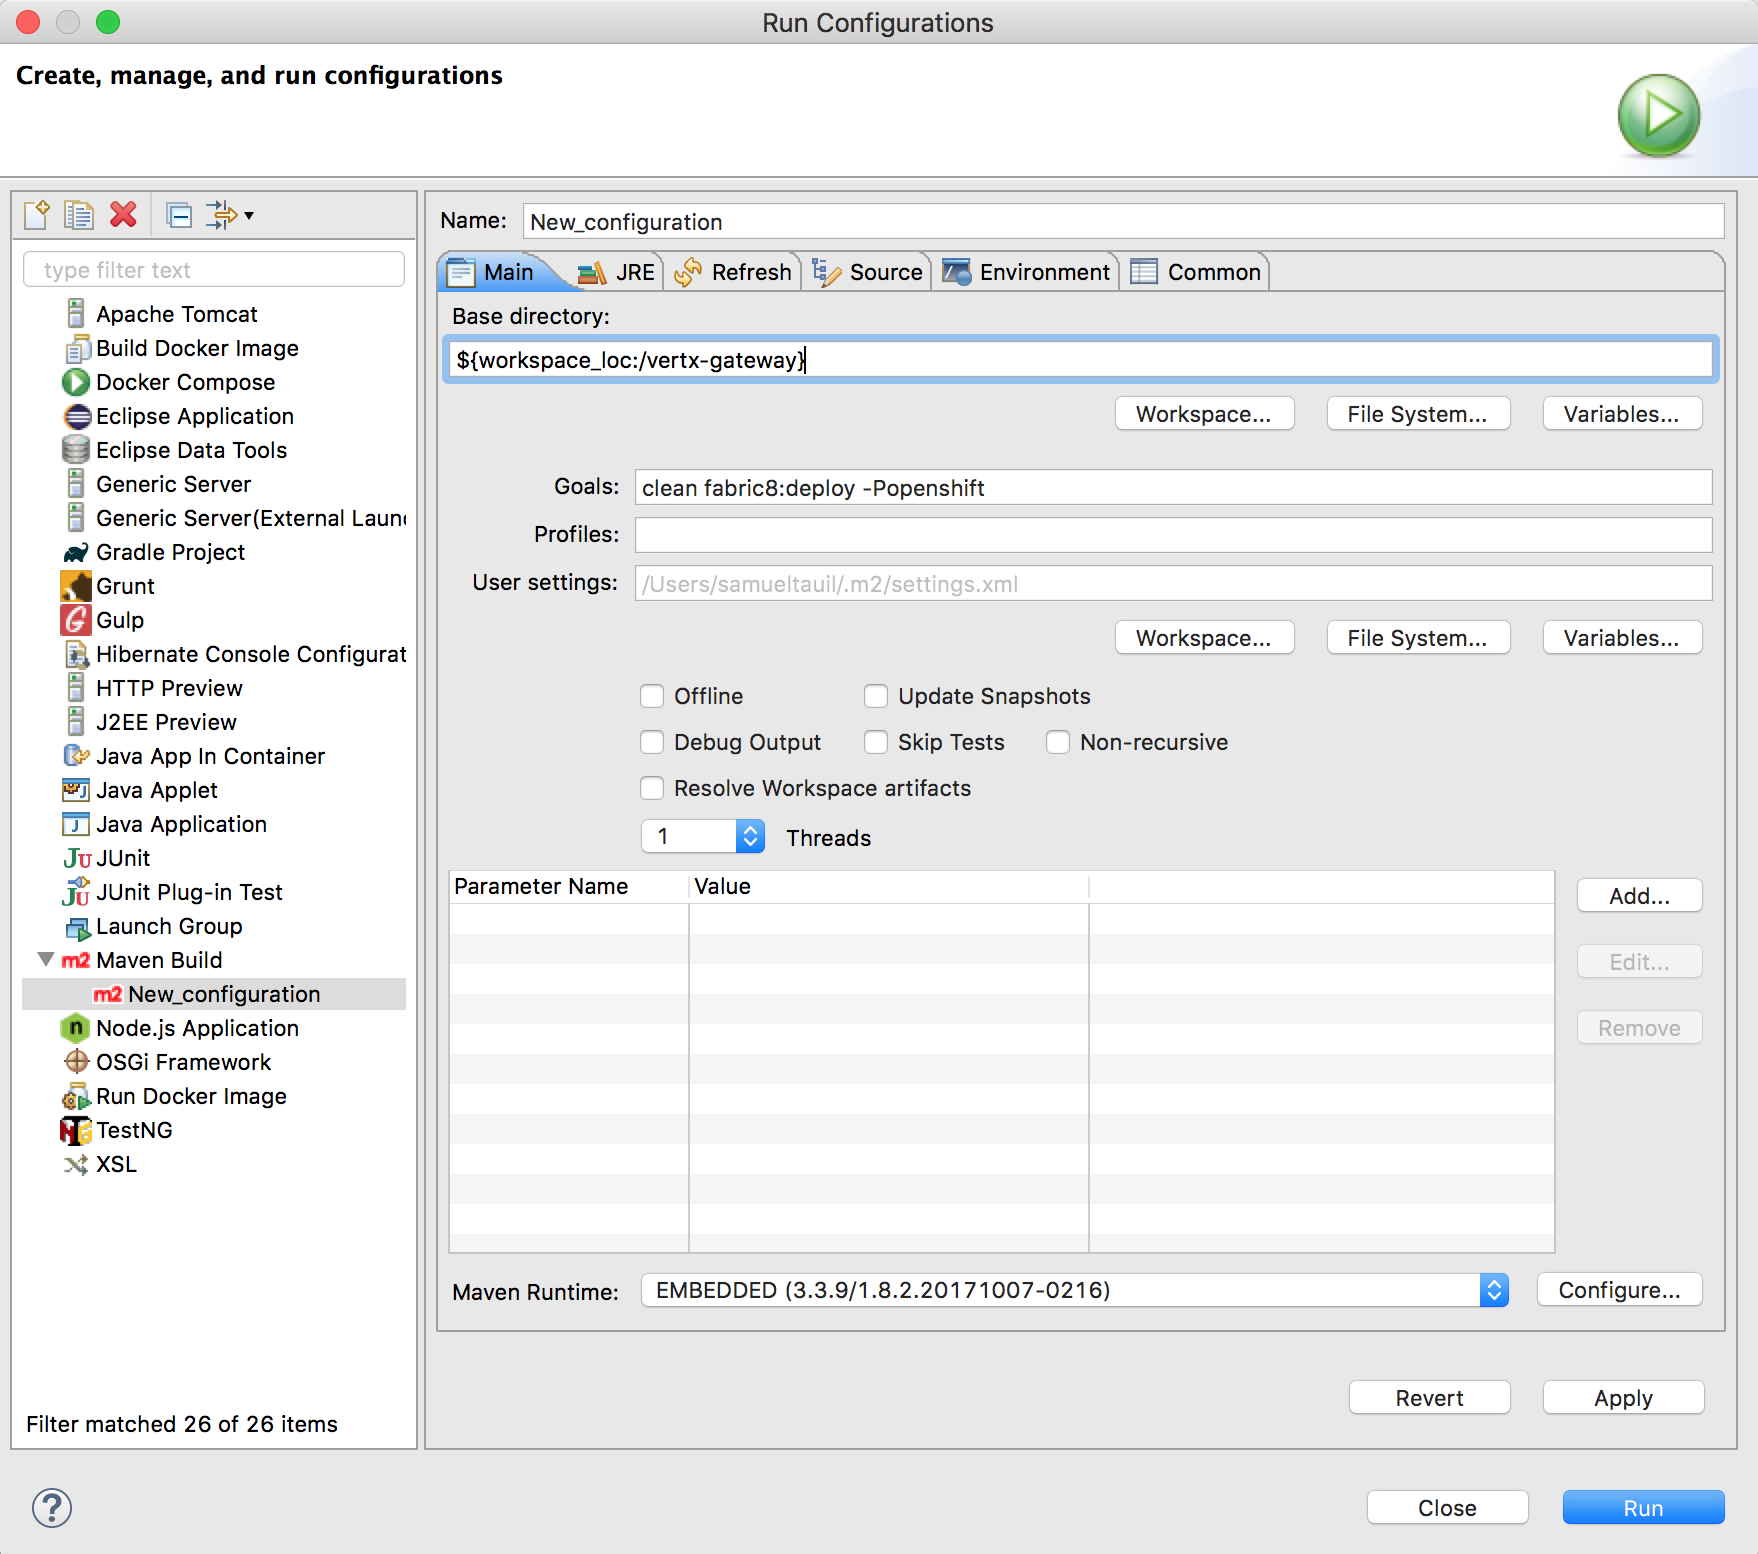 Run Configurations
Create, manage, and run configurations
type filter text
Apache Tomcat
Build Docker Image
Docker Compose
Eclipse Application
Eclipse Data Tools
Generic Server
Generic Server(External Laun
Gradle Project
Grunt
Gulp
Hibernate Console Configurat
HTTP Preview
J2EE Preview
Java App In Container
Java Applet
Java Application
JUnit
JUnit Plug-in Test
Launch Group
m2 Maven Build
m2 New_configuration
Node.js Application
OSGi Framework
Run Docker Image
TestNG
XSL
Filter matched 26 of 26 items
Name: New_configuration
Main JRE Refresh Source Environment Common
Base directory:
${workspace_loc:/vertx-gateway}
Workspace... File System... Variables...
Goals: clean fabric8:deploy -Popenshift
Profiles:
User settings: /Users/samueltauil/.m2/settings.xml
Workspace... File System... Variables...
Offline Update Snapshots
Debug Output Skip Tests Non-recursive
Resolve Workspace artifacts
1 Threads
Parameter Name Value
Add...
Edit...
Remove
Maven Runtime: EMBEDDED (3.3.9/1.8.2.20171007-0216) Configure...
Revert Apply
? Close Run